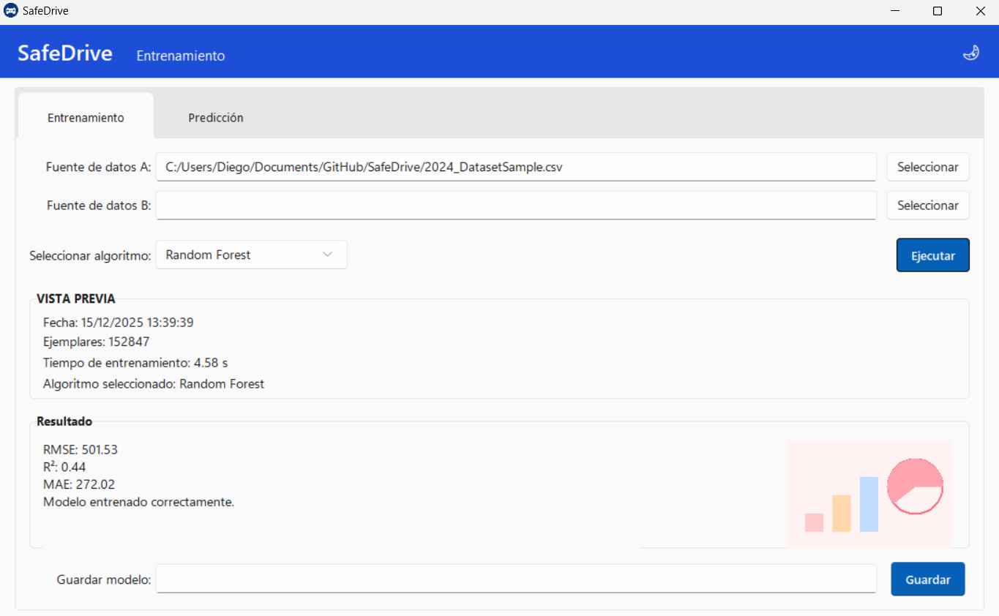 SafeDrive
SafeDrive Entrenamiento
Entrenamiento Predicción
Fuente de datos A: C:/Users/Diego/Documents/GitHub/SafeDrive/2024_DatasetSample.csv Seleccionar
Fuente de datos B: Seleccionar
Seleccionar algoritmo: Random Forest Ejecutar
VISTA PREVIA
Fecha: 15/12/2025 13:39:39
Ejemplares: 152847
Tiempo de entrenamiento: 4.58 s
Algoritmo seleccionado: Random Forest
Resultado
RMSE: 501.53
R²: 0.44
MAE: 272.02
Modelo entrenado correctamente.
Guardar modelo: Guardar